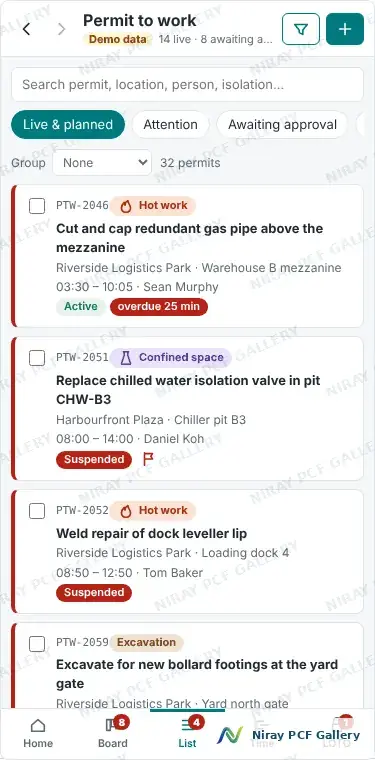 Permit to work
Demo data 14 live · 8 awaiting a...
Search permit, location, person, isolation...
Live & planned Attention Awaiting approval
Group None 32 permits
PTW-2046 Hot work
Cut and cap redundant gas pipe above the
mezzanine
Riverside Logistics Park · Warehouse B mezzanine
03:30 – 10:05 · Sean Murphy
Active overdue 25 min
PTW-2051 Confined space
Replace chilled water isolation valve in pit
CHW-B3
Harbourfront Plaza · Chiller pit B3
08:00 – 14:00 · Daniel Koh
Suspended
PTW-2052 Hot work
Weld repair of dock leveller lip
Riverside Logistics Park · Loading dock 4
08:50 – 12:50 · Tom Baker
Suspended
PTW-2059 Excavation
Excavate for new bollard footings at the yard
gate
Riverside Logistics Park · Yard north gate
8 4 1
Home Board List Time LOTO
Niray PCF Gallery
NIRAY PCF GALLERY